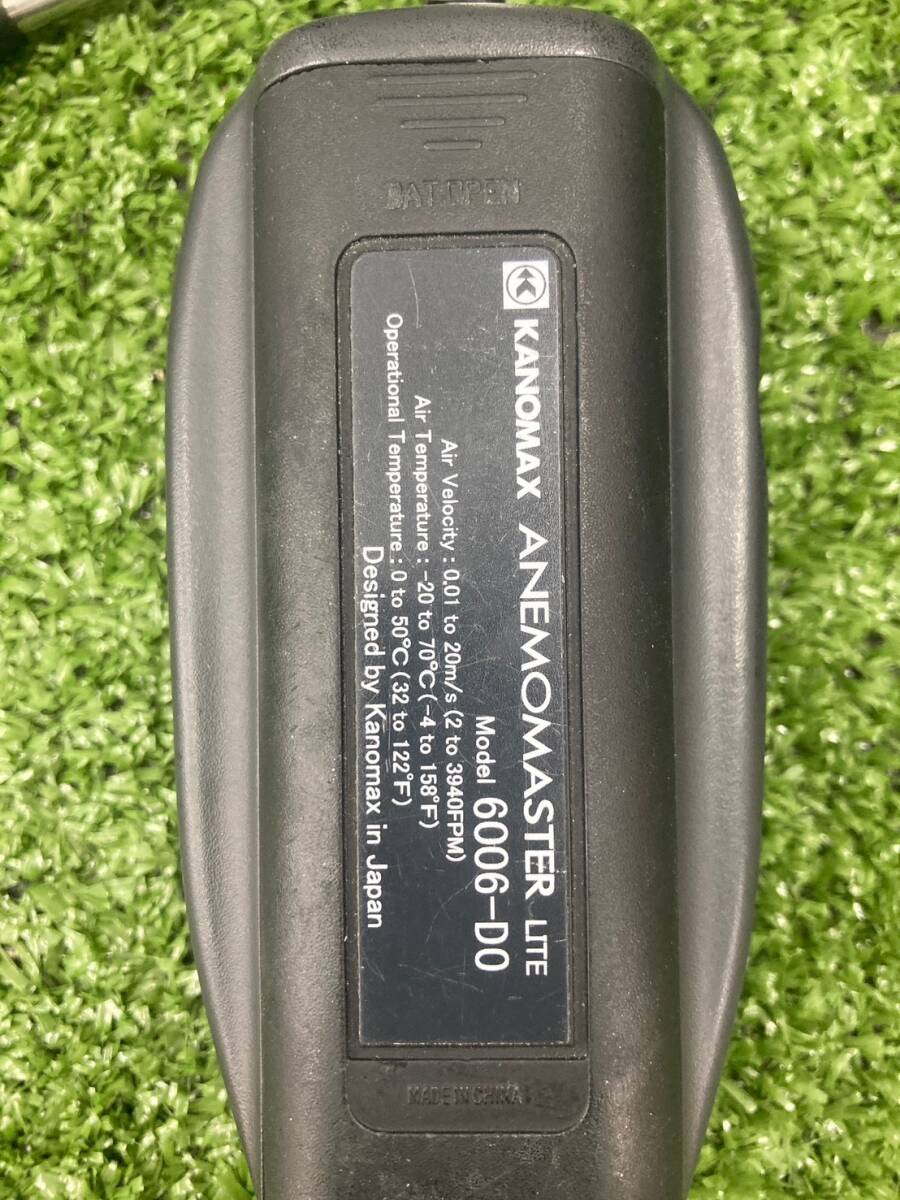 BAT.OPEN
KANOMAX ANEMOMASTER LITE
Model 6006-D0
Air Velocity : 0.01 to 20m/s (2 to 3940FPM)
Air Temperature : -20 to 70℃ (-4 to 158°F)
Operational Temperature : 0 to 50℃ (32 to 122°F)
Designed by Kanomax in Japan
MADE IN CHINA